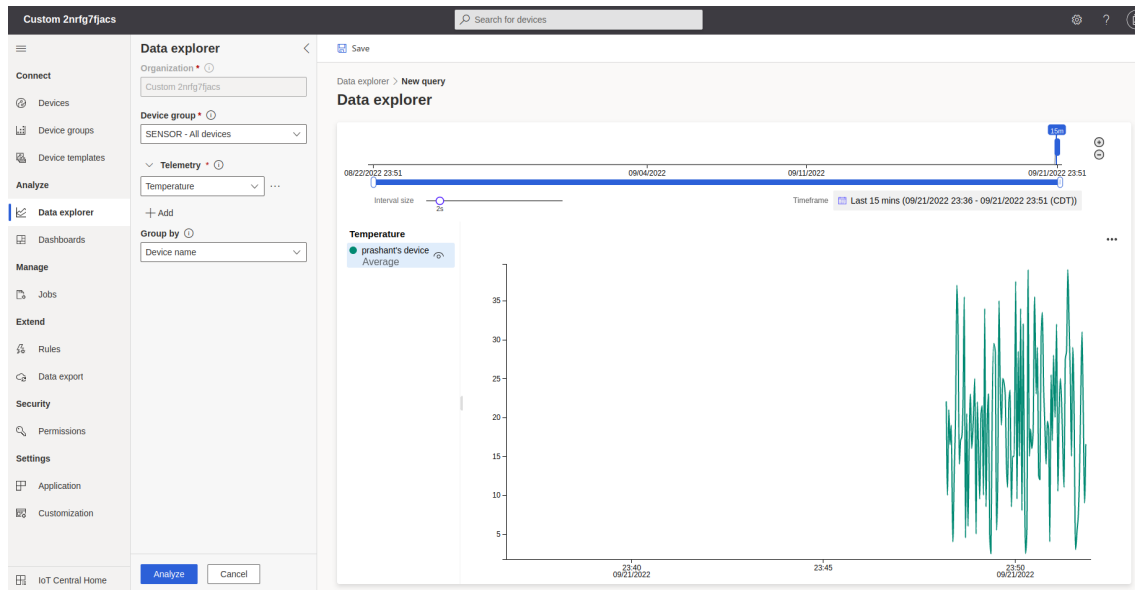 Custom 2nrfg7fjacs
Search for devices
?
Connect
Devices
Device groups
Device templates
Analyze
Data explorer
Dashboards
Manage
Jobs
Extend
Rules
Data export
Security
Permissions
Settings
Application
Customization
IoT Central Home
Data explorer
Organization *
Custom 2nrfg7fjacs
Device group *
SENSOR - All devices
Telemetry *
Temperature
...
+ Add
Group by
Device name
Analyze
Cancel
Save
Data explorer > New query
Data explorer
15m
08/22/2022 23:51
09/04/2022
09/11/2022
09/21/2022 23:51
Interval size
2s
Timeframe
Last 15 mins (09/21/2022 23:36 - 09/21/2022 23:51 (CDT))
Temperature
prashant's device
Average
...
35
30
25
20
15
10
5
23:40
09/21/2022
23:45
23:50
09/21/2022